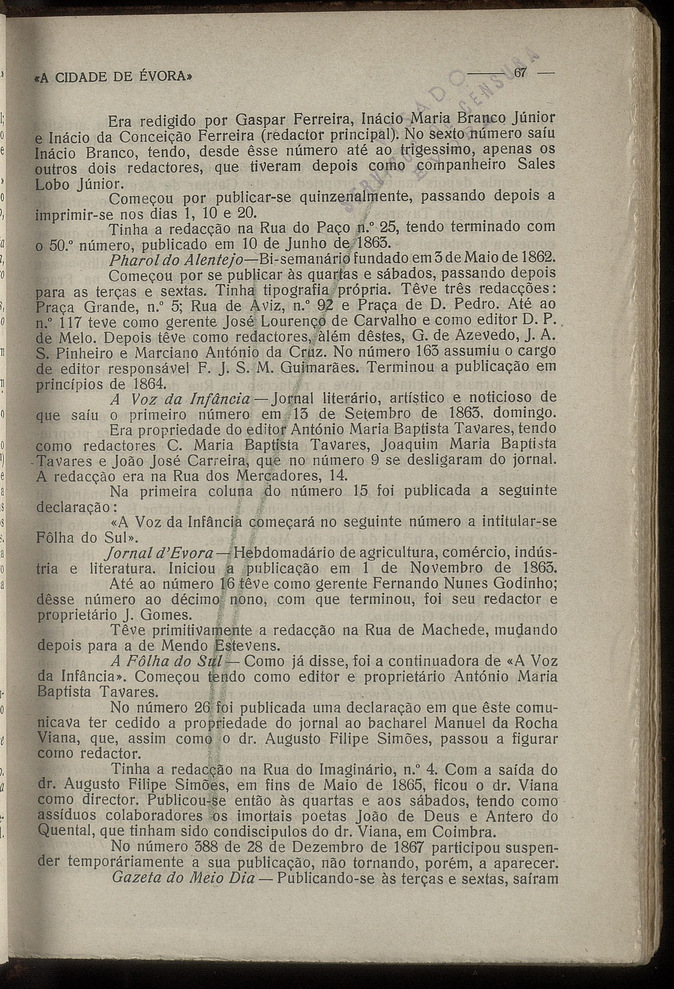 «A CIDADE DE ÉVORA» 67 —
Era redigido por Gaspar Ferreira, Inácio Maria Branco Júnior
e Inácio da Conceição Ferreira (redactor principal). No sexto número saíu
Inácio Branco, tendo, desde êsse número até ao trigessimo, apenas os
outros dois redactores, que tiveram depois como companheiro Sales
Lobo Júnior.
Começou por publicar-se quinzenalmente, passando depois a
imprimir-se nos dias 1, 10 e 20.
Tinha a redacção na Rua do Paço n.º 25, tendo terminado com
o 50.º número, publicado em 10 de Junho de 1863.
Pharol do Alentejo—Bi-semanário fundado em 3 de Maio de 1862.
Começou por se publicar às quartas e sábados, passando depois
para as terças e sextas. Tinha tipografia própria. Têve três redacções:
Praça Grande, n.º 5; Rua de Aviz, n.º 92 e Praça de D. Pedro. Até ao
n.º 117 teve como gerente José Lourenço de Carvalho e como editor D. P.
de Melo. Depois têve como redactores, àlém dêstes, G. de Azevedo, J. A.
S. Pinheiro e Marciano António da Cruz. No número 163 assumiu o cargo
de editor responsável F. J. S. M. Guimarães. Terminou a publicação em
princípios de 1864.
A Voz da Infância — Jornal literário, artístico e noticioso de
que saíu o primeiro número em 13 de Setembro de 1863, domingo.
Era propriedade do editor António Maria Baptista Tavares, tendo
como redactores C. Maria Baptista Tavares, Joaquim Maria Baptista
Tavares e João José Carreira, que no número 9 se desligaram do jornal.
A redacção era na Rua dos Mercadores, 14.
Na primeira coluna do número 15 foi publicada a seguinte
declaração:
«A Voz da Infância começará no seguinte número a intitular-se
Fôlha do Sul».
Jornal d'Evora — Hebdomadário de agricultura, comércio, indús-
tria e literatura. Iniciou a publicação em 1 de Novembro de 1863.
Até ao número 16 têve como gerente Fernando Nunes Godinho;
dêsse número ao décimo nono, com que terminou, foi seu redactor e
proprietário J. Gomes.
Têve primitivamente a redacção na Rua de Machede, mudando
depois para a de Mendo Estevens.
A Fôlha do Sul — Como já disse, foi a continuadora de «A Voz
da Infância». Começou tendo como editor e proprietário António Maria
Baptista Tavares.
No número 26 foi publicada uma declaração em que êste comu-
nicava ter cedido a propriedade do jornal ao bacharel Manuel da Rocha
Viana, que, assim como o dr. Augusto Filipe Simões, passou a figurar
como redactor.
Tinha a redacção na Rua do Imaginário, n.º 4. Com a saída do
dr. Augusto Filipe Simões, em fins de Maio de 1865, ficou o dr. Viana
como director. Publicou-se então às quartas e aos sábados, tendo como
assíduos colaboradores os imortais poetas João de Deus e Antero do
Quental, que tinham sido condiscipulos do dr. Viana, em Coimbra.
No número 388 de 28 de Dezembro de 1867 participou suspen-
der temporáriamente a sua publicação, não tornando, porém, a aparecer.
Gazeta do Meio Dia — Publicando-se às terças e sextas, saíram